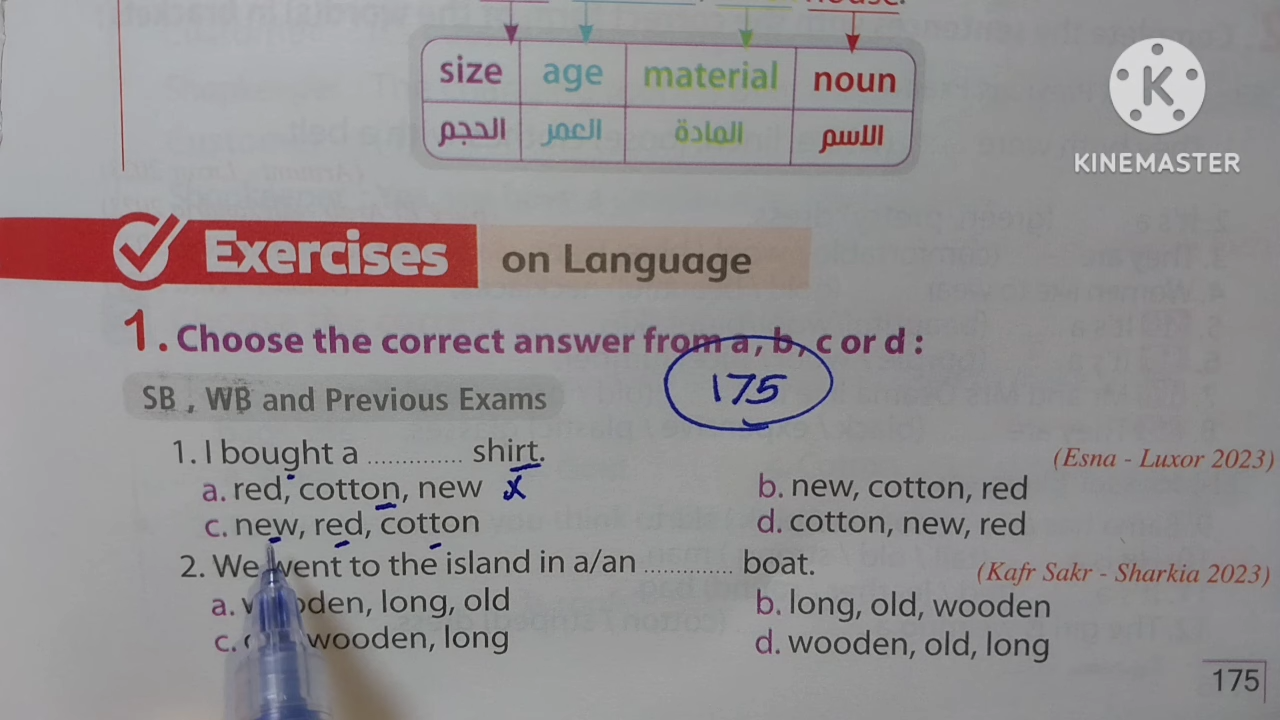 house.
size age material noun
الحجم العمر المادة الاسم
KINEMASTER
Exercises on Language
1. Choose the correct answer from a, b, c or d :
175
SB , WB and Previous Exams
1. I bought a .............. shirt. (Esna - Luxor 2023)
a. red, cotton, new x b. new, cotton, red
c. new, red, cotton d. cotton, new, red
2. We went to the island in a/an .............. boat. (Kafr Sakr - Sharkia 2023)
a. long, old b. long, old, wooden
c. wooden, long d. wooden, old, long
175